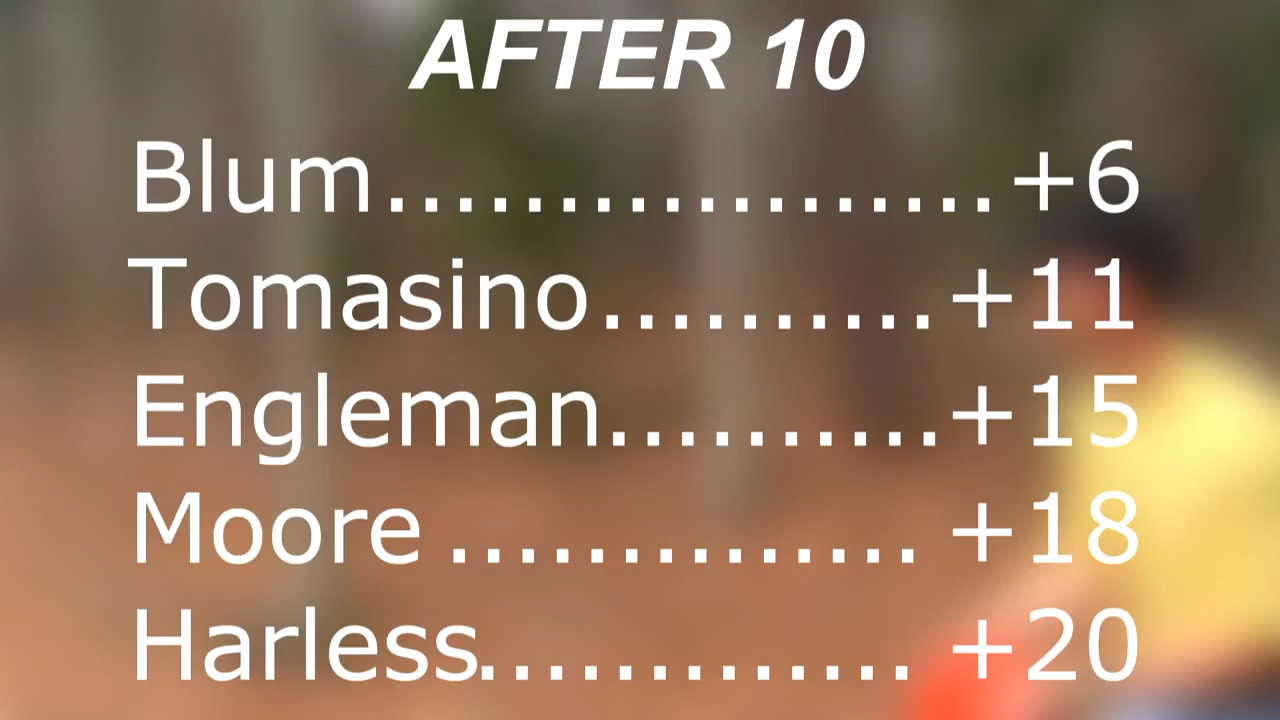 AFTER 10
Blum..................+6
Tomasino..........+11
Engleman..........+15
Moore .............. +18
Harless............. +20